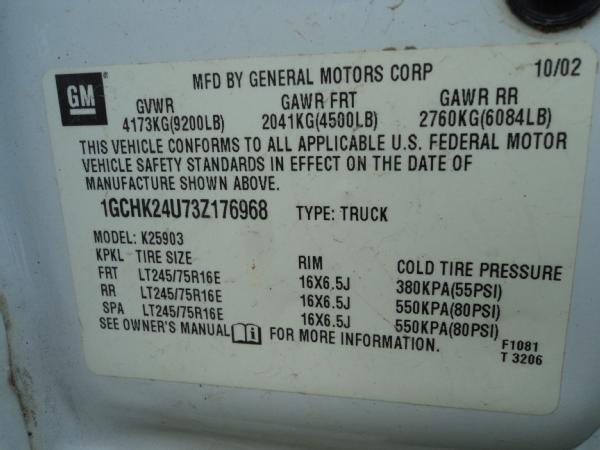 GM
MFD BY GENERAL MOTORS CORP 10/02
GVWR GAWR FRT GAWR RR
4173KG(9200LB) 2041KG(4500LB) 2760KG(6084LB)
THIS VEHICLE CONFORMS TO ALL APPLICABLE U.S. FEDERAL MOTOR
VEHICLE SAFETY STANDARDS IN EFFECT ON THE DATE OF
MANUFACTURE SHOWN ABOVE.
1GCHK24U73Z176968 TYPE: TRUCK
MODEL: K25903
KPKL TIRE SIZE RIM COLD TIRE PRESSURE
FRT LT245/75R16E 16X6.5J 380KPA(55PSI)
RR LT245/75R16E 16X6.5J 550KPA(80PSI)
SPA LT245/75R16E 16X6.5J 550KPA(80PSI)
SEE OWNER'S MANUAL FOR MORE INFORMATION.
F1081
T 3206